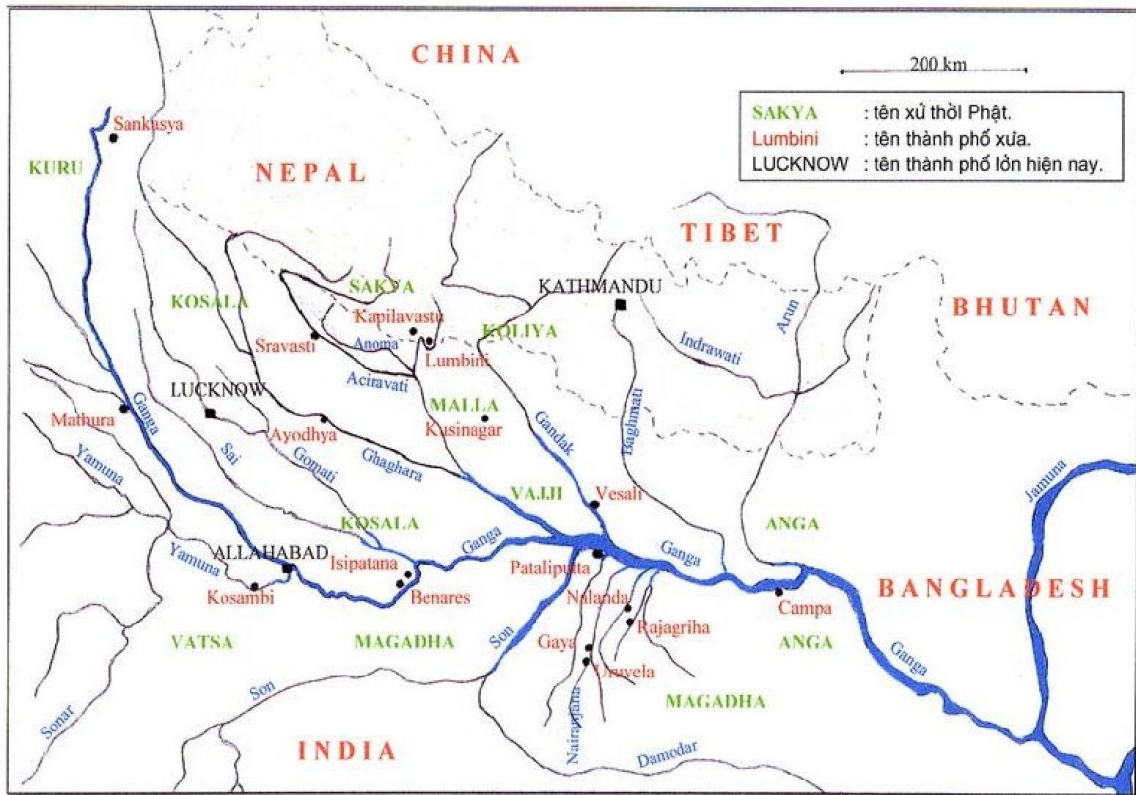 CHINA
200 km
SAKYA : tên xứ thời Phật.
Lumbini : tên thành phố xưa.
LUCKNOW : tên thành phố lớn hiện nay.
Sankasya
KURU
NEPAL
TIBET
BHUTAN
SAKYA
KATHMANDU
KOSALA
Kapilavastu
KOLIYA
Arun
Sravasti
Anoma
Lumbini
Indrawati
Aciravati
LUCKNOW
MALLA
Mathura
Ganga
Ayodhya
Kusinagar
Gandak
Baghmati
Yamuna
Sai
Gomati
Ghaghara
VAJJI
Vesali
Jamuna
KOSALA
ANGA
Ganga
Ganga
ALLAHABAD
Yamuna
Isipatana
Pataliputta
BANGLADESH
Kosambi
Benares
Nalanda
Campa
VATSA
MAGADHA
Son
Gaya
Rajagriha
ANGA
Uruvela
Ganga
Son
MAGADHA
Sonar
Nairanjana
INDIA
Damodar